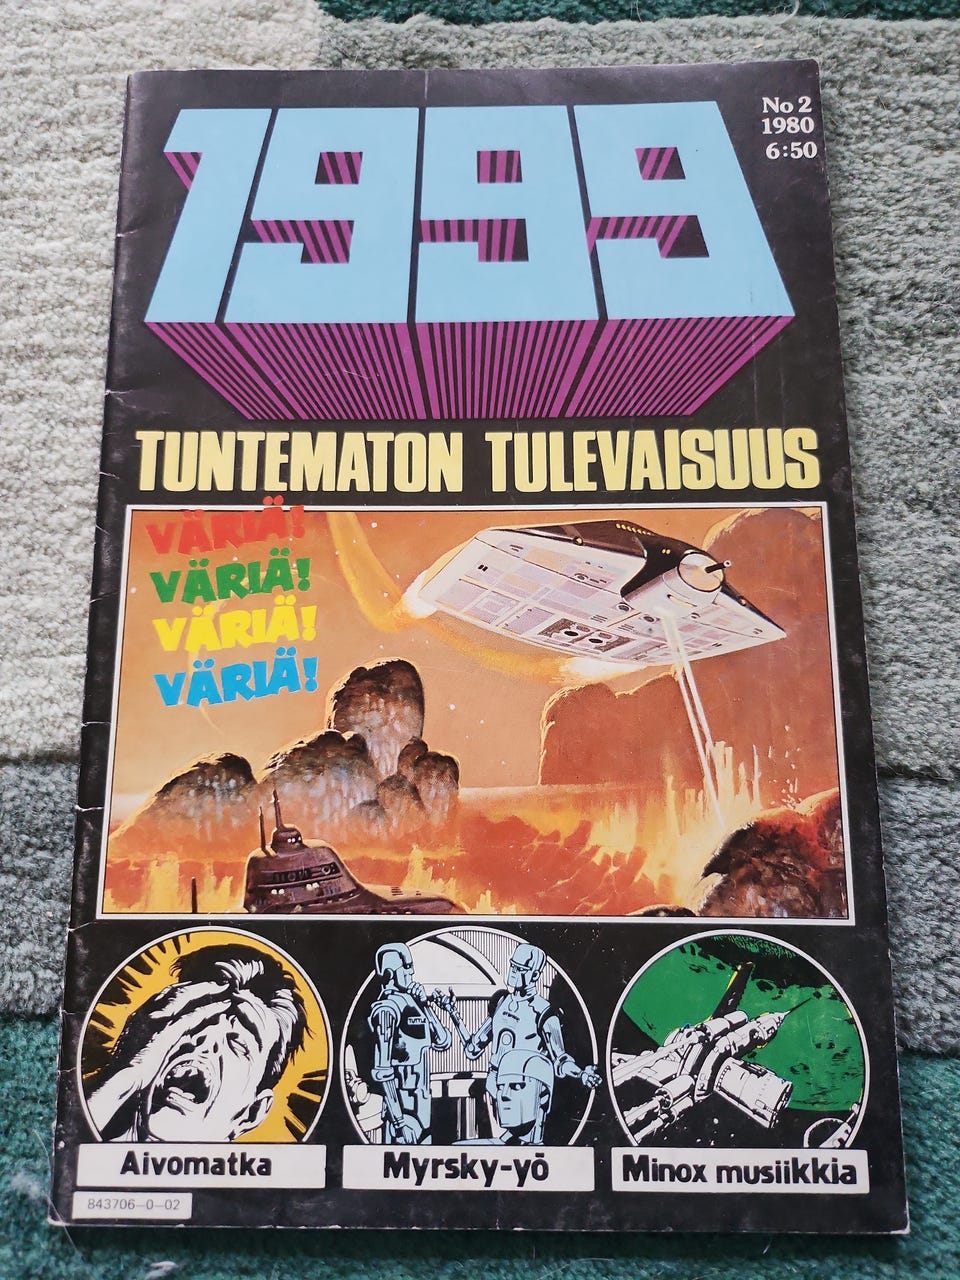 1999
No 2
1980
6:50
TUNTEMATON TULEVAISUUS
VÄRIÄ!
VÄRIÄ!
VÄRIÄ!
VÄRIÄ!
Aivomatka
Myrsky-yö
Minox musiikkia
843706-0-02